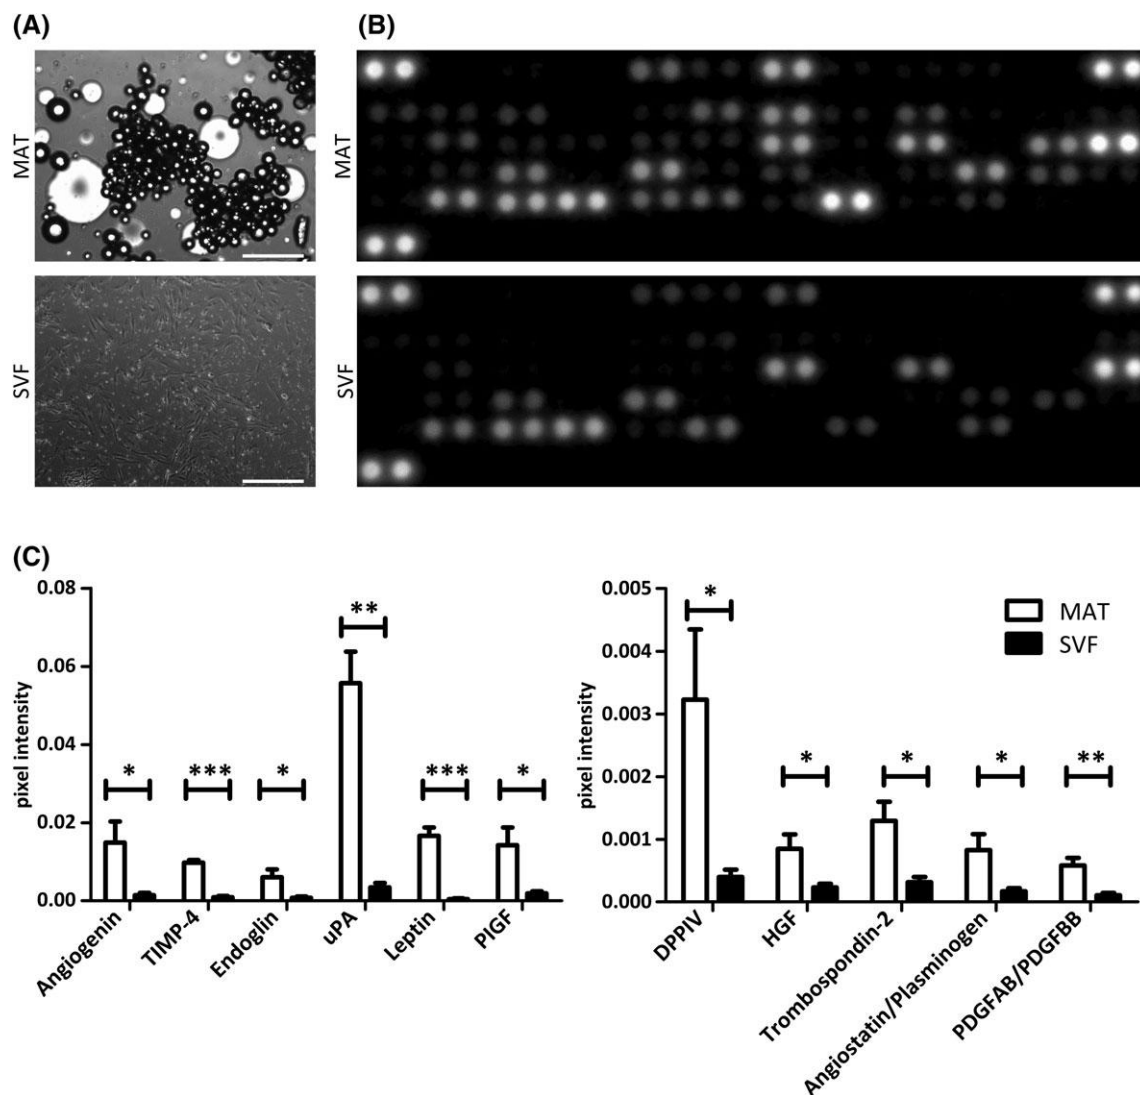 (A)
(B)
MAT
MAT
SVF
SVF
(C)
0.08
0.06
0.04
0.02
0.00
pixel intensity
*
***
*
**
***
*
Angiogenin
TIMP-4
Endoglin
uPA
Leptin
PIGF
0.005
0.004
0.003
0.002
0.001
0.000
pixel intensity
*
*
*
*
**
MAT
SVF
DPPIV
HGF
Trombospondin-2
Angiostatin/Plasminogen
PDGFAB/PDGFBB